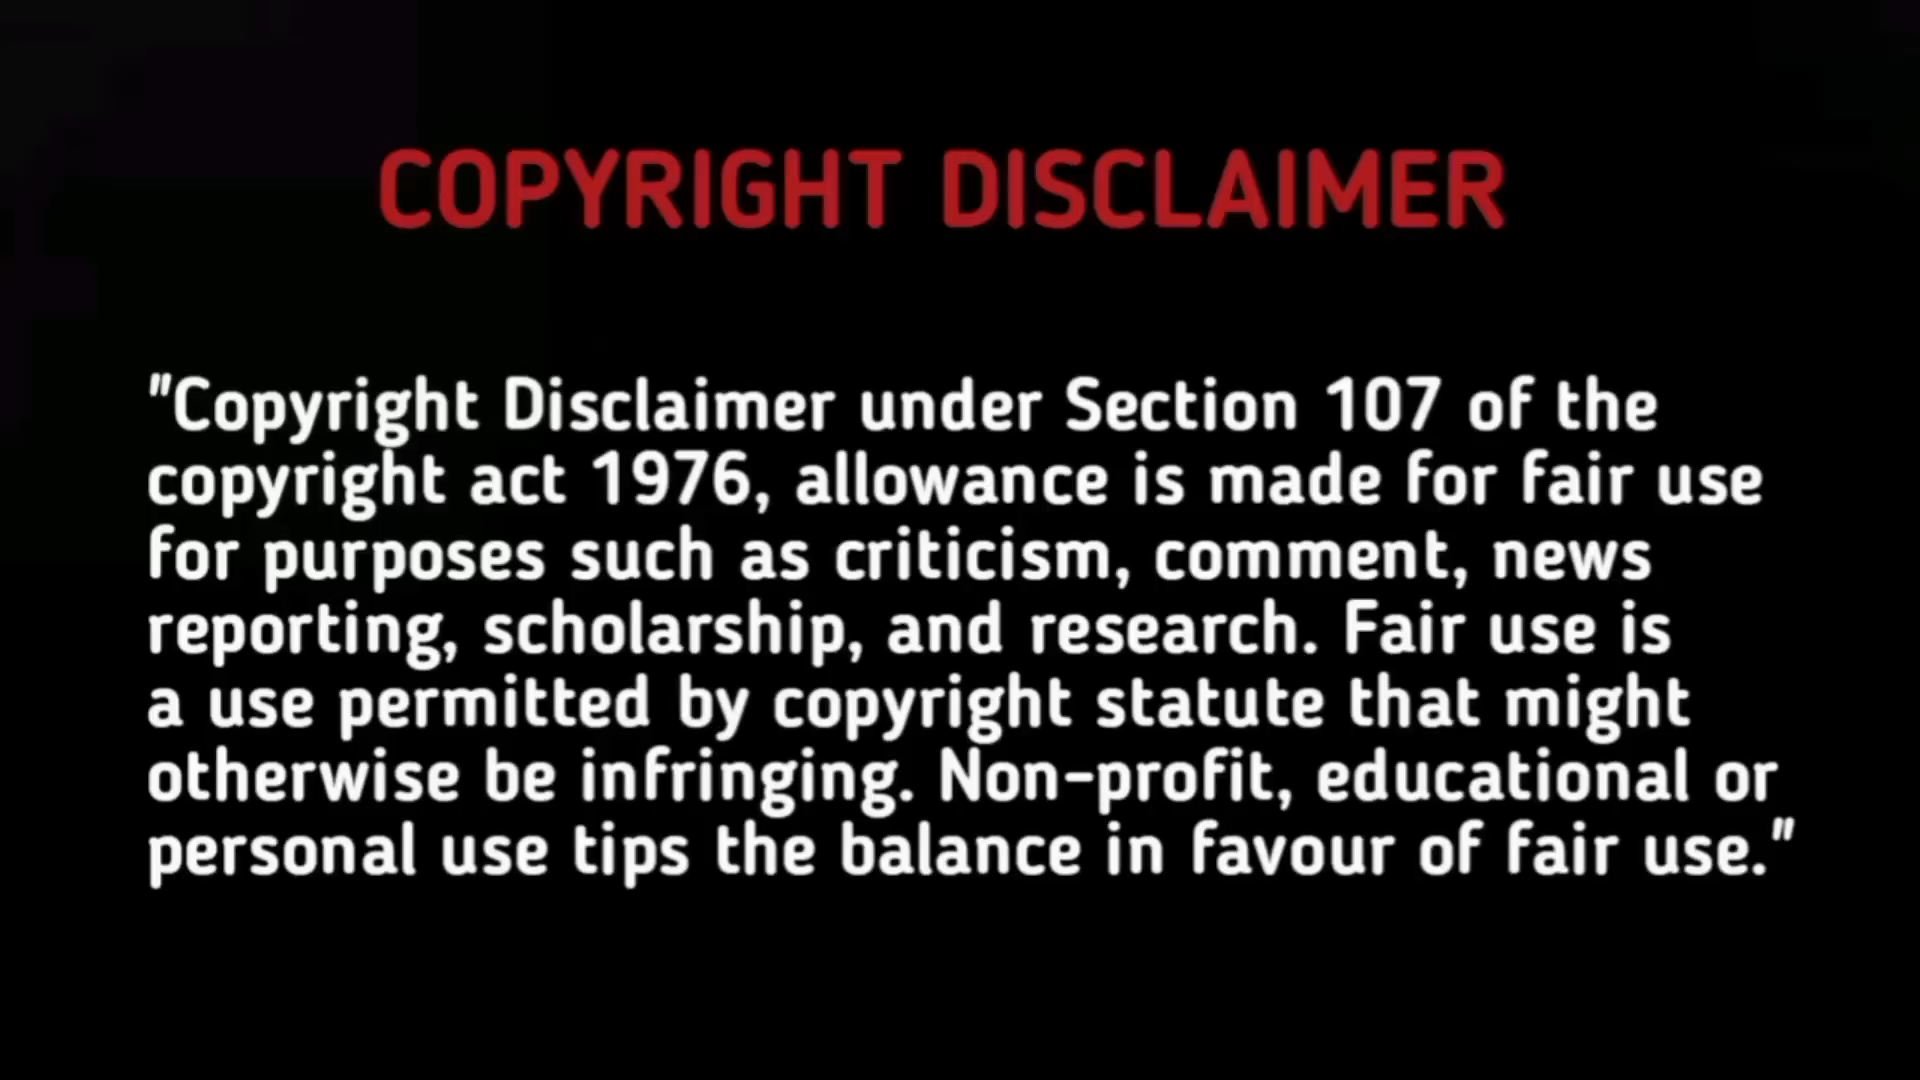 COPYRIGHT DISCLAIMER
"Copyright Disclaimer under Section 107 of the
copyright act 1976, allowance is made for fair use
for purposes such as criticism, comment, news
reporting, scholarship, and research. Fair use is
a use permitted by copyright statute that might
otherwise be infringing. Non-profit, educational or
personal use tips the balance in favour of fair use."